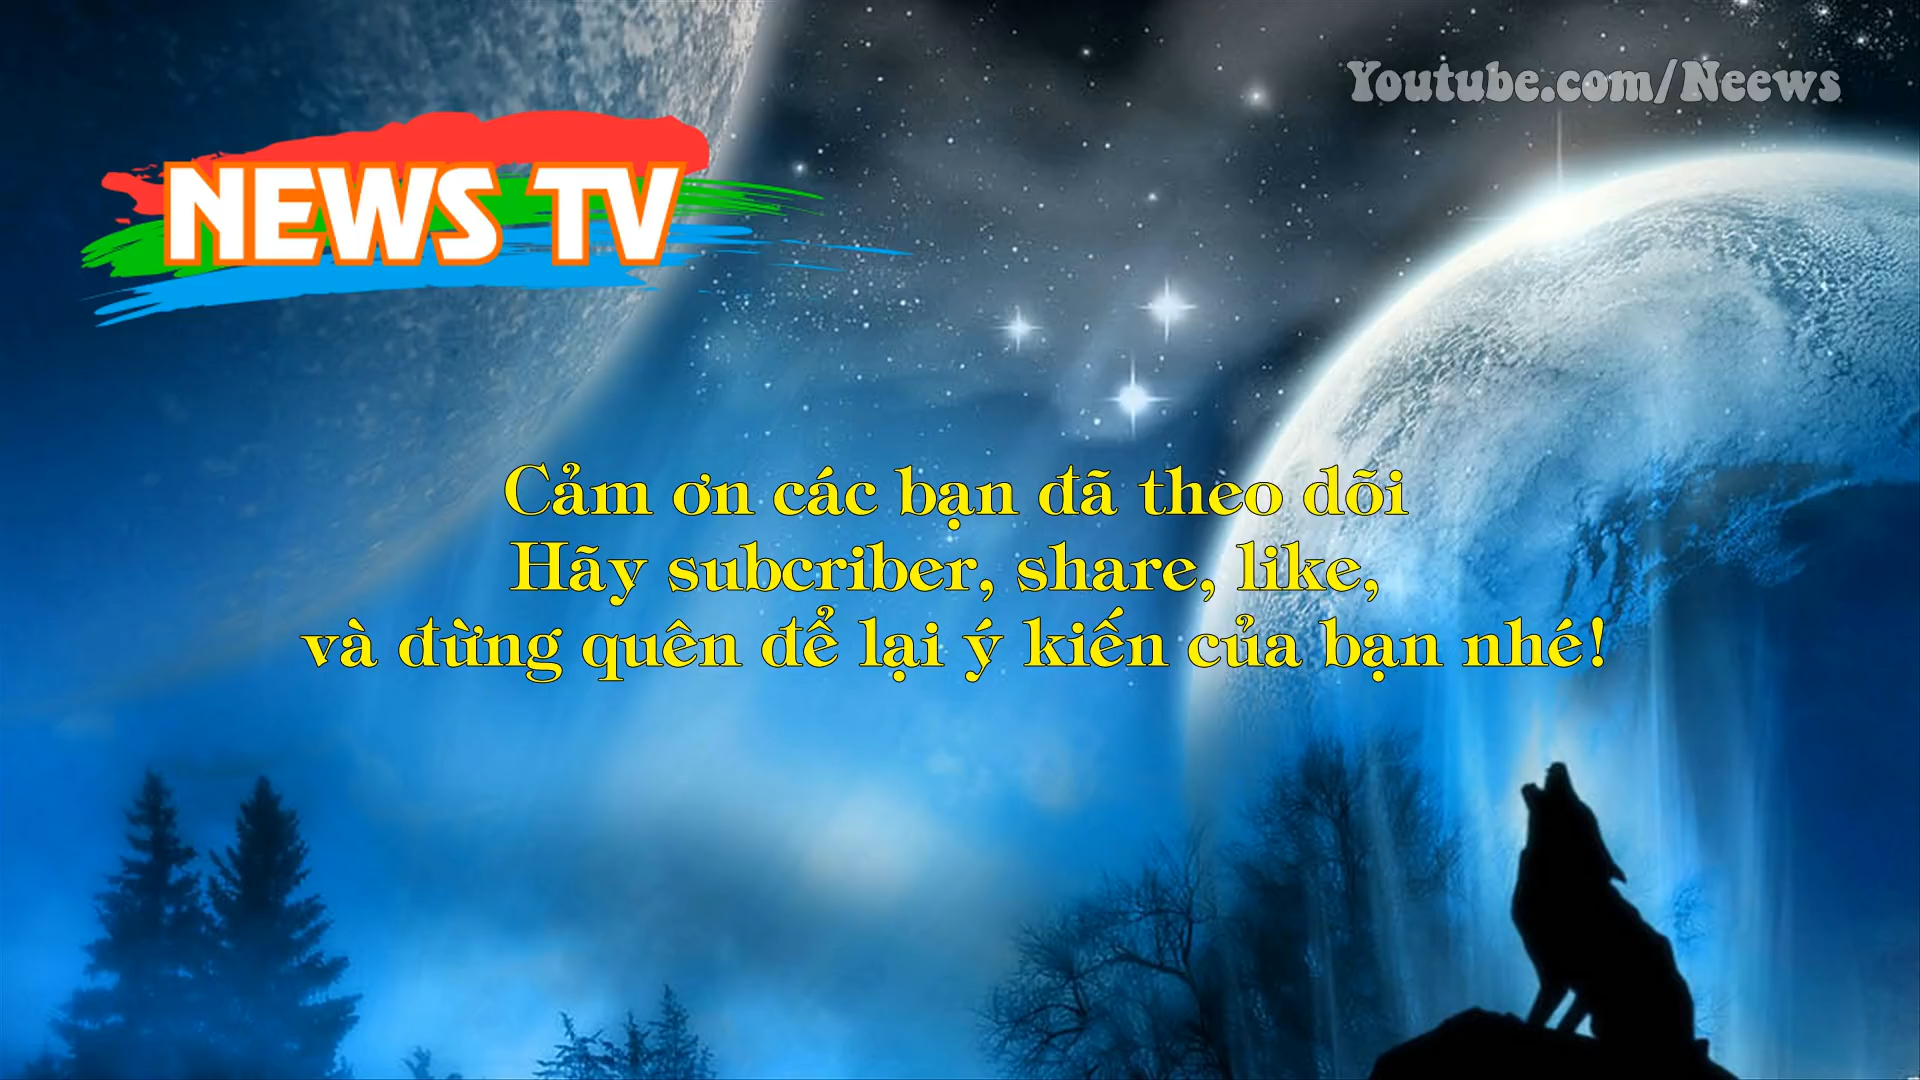 Youtube.com/Neews
NEWS TV
Cảm ơn các bạn đã theo dõi
Hãy subcriber, share, like,
và đừng quên để lại ý kiến của bạn nhé!